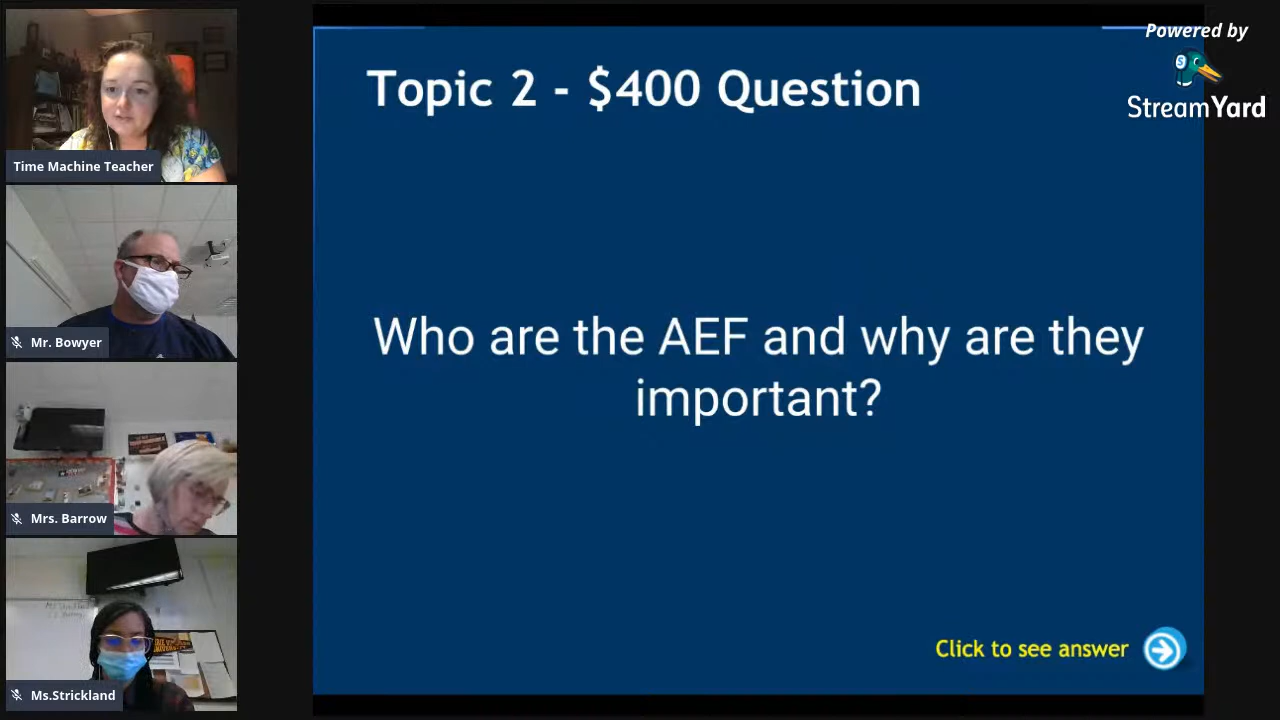 Powered by
StreamYard
Topic 2 - $400 Question
Time Machine Teacher
Who are the AEF and why are they
important?
Mr. Bowyer
Mrs. Barrow
Click to see answer
Ms.Strickland